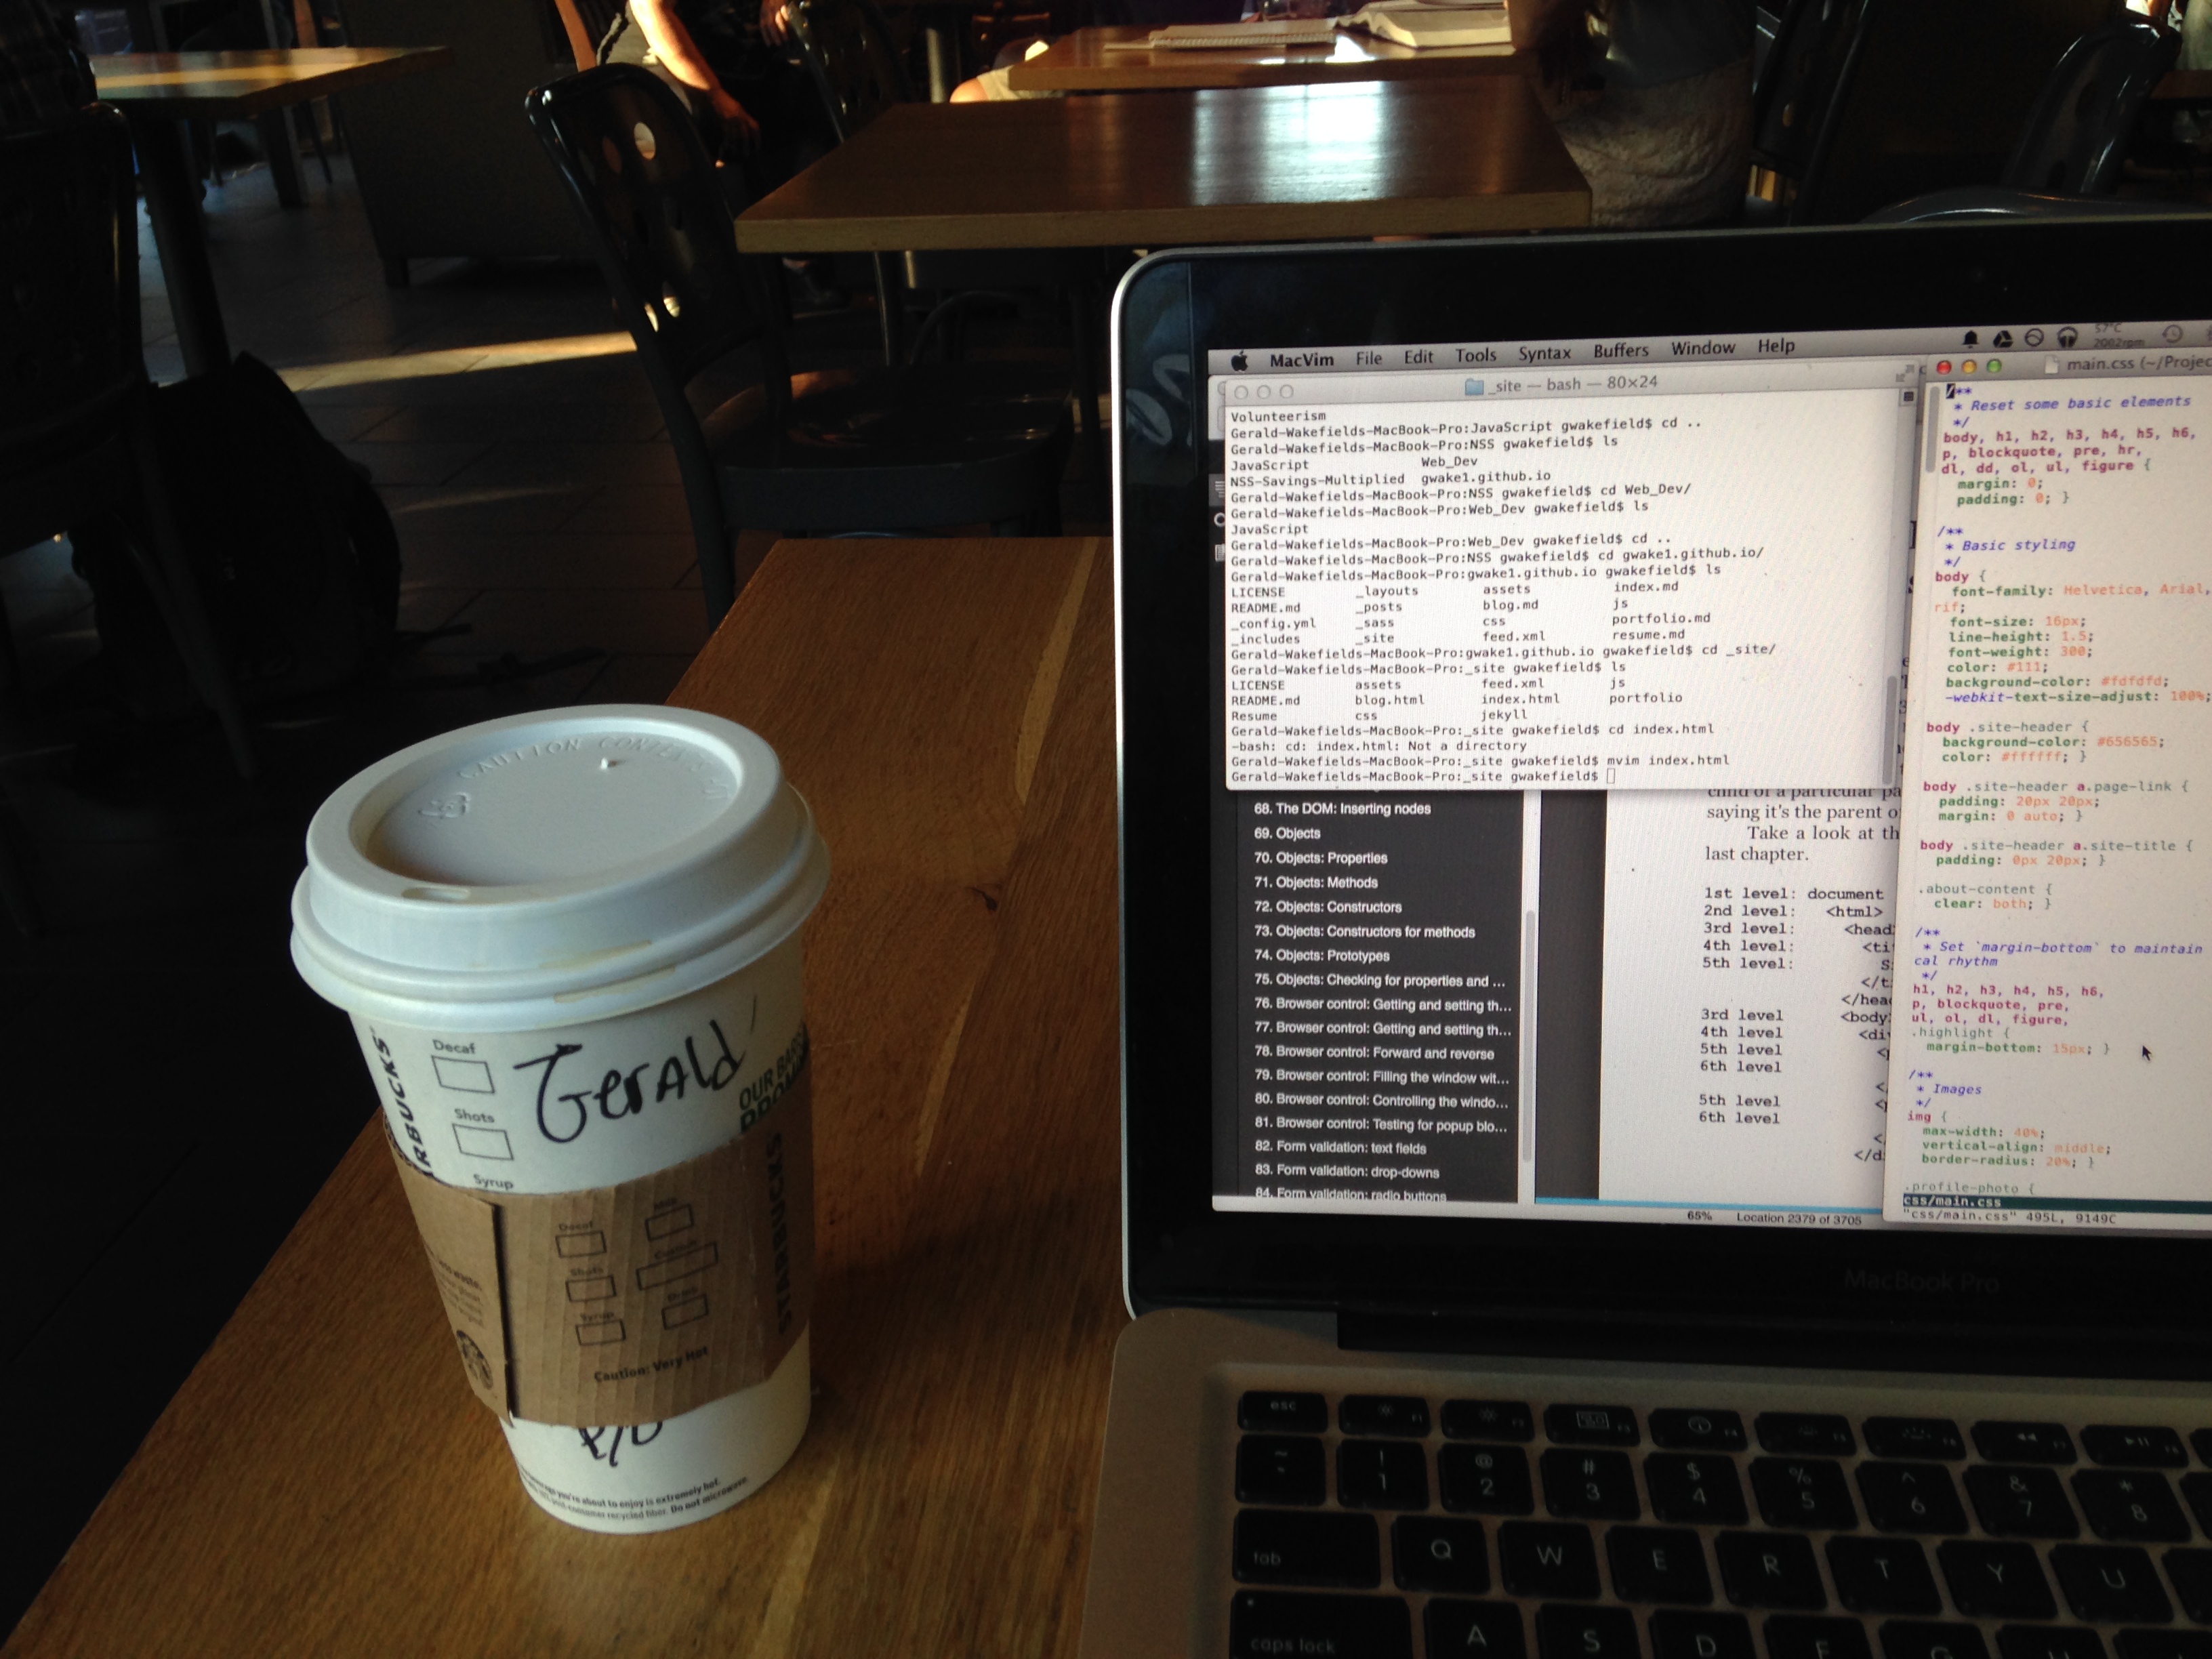 MacVim File Edit Tools Syntax Buffers Window Help
57°C
2002rpm
_site — bash — 80×24
Volunteerism
Gerald-Wakefields-MacBook-Pro:JavaScript gwakefield$ cd ..
Gerald-Wakefields-MacBook-Pro:NSS gwakefield$ ls
JavaScript Web_Dev
NSS-Savings-Multiplied gwake1.github.io
Gerald-Wakefields-MacBook-Pro:NSS gwakefield$ cd Web_Dev/
Gerald-Wakefields-MacBook-Pro:Web_Dev gwakefield$ ls
JavaScript
Gerald-Wakefields-MacBook-Pro:Web_Dev gwakefield$ cd ..
Gerald-Wakefields-MacBook-Pro:NSS gwakefield$ cd gwake1.github.io/
Gerald-Wakefields-MacBook-Pro:gwake1.github.io gwakefield$ ls
LICENSE _layouts assets index.md
README.md _posts blog.md js
_config.yml _sass css portfolio.md
_includes _site feed.xml resume.md
Gerald-Wakefields-MacBook-Pro:gwake1.github.io gwakefield$ cd _site/
Gerald-Wakefields-MacBook-Pro:_site gwakefield$ ls
LICENSE assets feed.xml js
README.md blog.html index.html portfolio
Resume css jekyll
Gerald-Wakefields-MacBook-Pro:_site gwakefield$ cd index.html
-bash: cd: index.html: Not a directory
Gerald-Wakefields-MacBook-Pro:_site gwakefield$ mvim index.html
Gerald-Wakefields-MacBook-Pro:_site gwakefield$
68. The DOM: Inserting nodes
69. Objects
70. Objects: Properties
71. Objects: Methods
72. Objects: Constructors
73. Objects: Constructors for methods
74. Objects: Prototypes
75. Objects: Checking for properties and ...
76. Browser control: Getting and setting th...
77. Browser control: Getting and setting th...
78. Browser control: Forward and reverse
79. Browser control: Filling the window wit...
80. Browser control: Controlling the windo...
81. Browser control: Testing for popup blo...
82. Form validation: text fields
83. Form validation: drop-downs
84. Form validation: radio buttons
child of a particular pa
saying it's the parent o
Take a look at th
last chapter.
1st level: document
2nd level: <html>
3rd level: <head
4th level: <ti
5th level: S
</t
</hea
3rd level <body
4th level <di
5th level <
6th level
<
5th level <
6th level
<
</d
65% Location 2379 of 3705
main.css (~/Projec
/**
* Reset some basic elements
*/
body, h1, h2, h3, h4, h5, h6,
p, blockquote, pre, hr,
dl, dd, ol, ul, figure {
margin: 0;
padding: 0; }
/**
* Basic styling
*/
body {
font-family: Helvetica, Arial,
rif;
font-size: 16px;
line-height: 1.5;
font-weight: 300;
color: #111;
background-color: #fdfdfd;
-webkit-text-size-adjust: 100%;
body .site-header {
background-color: #656565;
color: #ffffff; }
body .site-header a.page-link {
padding: 20px 20px;
margin: 0 auto; }
body .site-header a.site-title {
padding: 0px 20px; }
.about-content {
clear: both; }
/**
* Set `margin-bottom` to maintain
cal rhythm
*/
h1, h2, h3, h4, h5, h6,
p, blockquote, pre,
ul, ol, dl, figure,
.highlight {
margin-bottom: 15px; }
/**
* Images
*/
img {
max-width: 40%;
vertical-align: middle;
border-radius: 20%; }
.profile-photo {
css/main.css
"css/main.css" 495L, 9149C
MacBook Pro
CAUTION
Decaf
Shots
Syrup
Gerald
RBUCKS
OUR BAR
PROM
Decaf
Milk
Shots
Custom
Syrup
Drink
STARBUCKS
Caution: Very Hot
you're about to enjoy is extremely hot.
recycled fiber. Do not microwave
esc F1 F2 F3 F4 F5 F6 F7
~ ! 1 @ 2 # 3 $ 4 % 5 ^ 6 & 7 * 8
tab Q W E R T Y U
caps lock A S D F